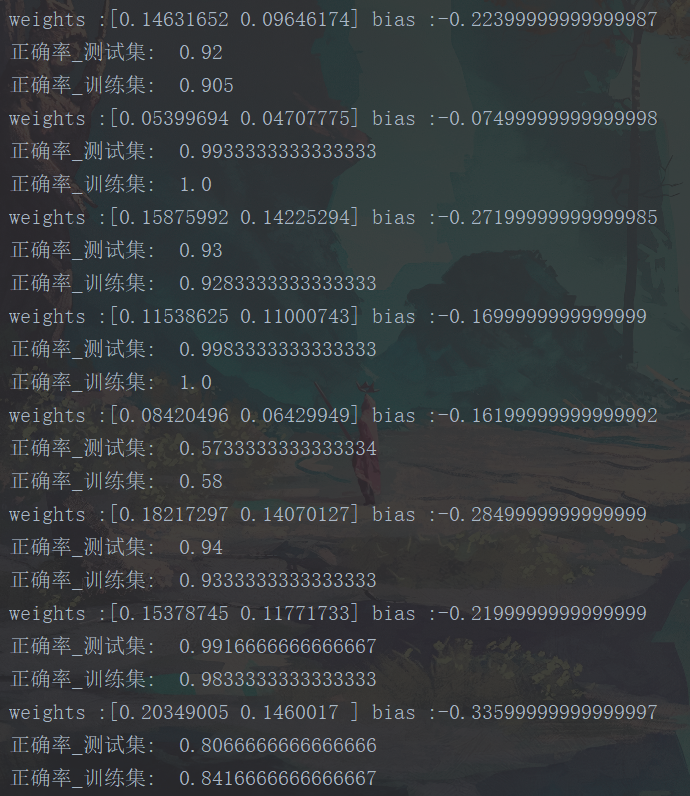 weights :[0.14631652 0.09646174] bias :-0.22399999999999987
正确率_测试集:  0.92
正确率_训练集:  0.905
weights :[0.05399694 0.04707775] bias :-0.07499999999999998
正确率_测试集:  0.99333333333333333
正确率_训练集:  1.0
weights :[0.15875992 0.14225294] bias :-0.27199999999999985
正确率_测试集:  0.93
正确率_训练集:  0.92833333333333333
weights :[0.11538625 0.11000743] bias :-0.1699999999999999
正确率_测试集:  0.99833333333333333
正确率_训练集:  1.0
weights :[0.08420496 0.06429949] bias :-0.16199999999999992
正确率_测试集:  0.5733333333333334
正确率_训练集:  0.58
weights :[0.18217297 0.14070127] bias :-0.2849999999999999
正确率_测试集:  0.94
正确率_训练集:  0.9333333333333333
weights :[0.15378745 0.11771733] bias :-0.2199999999999999
正确率_测试集:  0.9916666666666667
正确率_训练集:  0.9833333333333333
weights :[0.20349005 0.1460017 ] bias :-0.33599999999999997
正确率_测试集:  0.8066666666666666
正确率_训练集:  0.8416666666666667